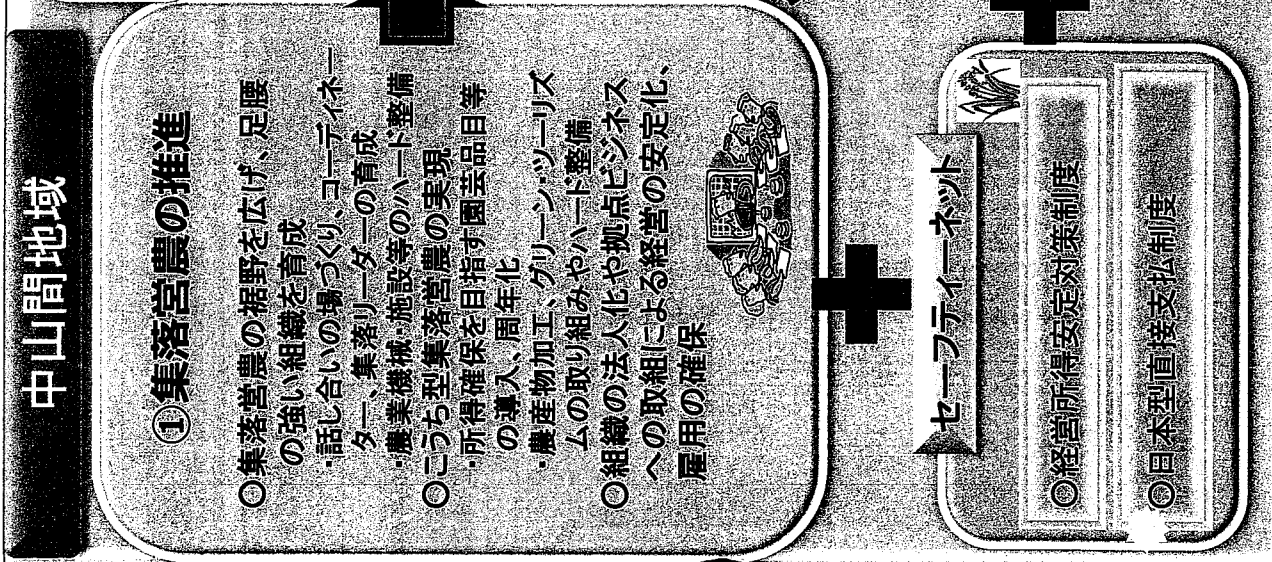 中山間地域
①集落営農の推進
○集落営農の裾野を広げ、足腰
の強い組織を育成
・話し合いの場づくり、コーディネー
ター、集落リーダーの育成
・農業機械・施設等のハード整備
○こうち型集落営農の実現
・所得確保を目指す園芸品目等
の導入、周年化
・農産物加工、グリーン・ツーリズ
ムの取り組みやハード整備
○組織の法人化や拠点ビジネス
への取組による経営の安定化、
雇用の確保
セーフティーネット
○経営所得安定対策制度
○日本型直接支払制度